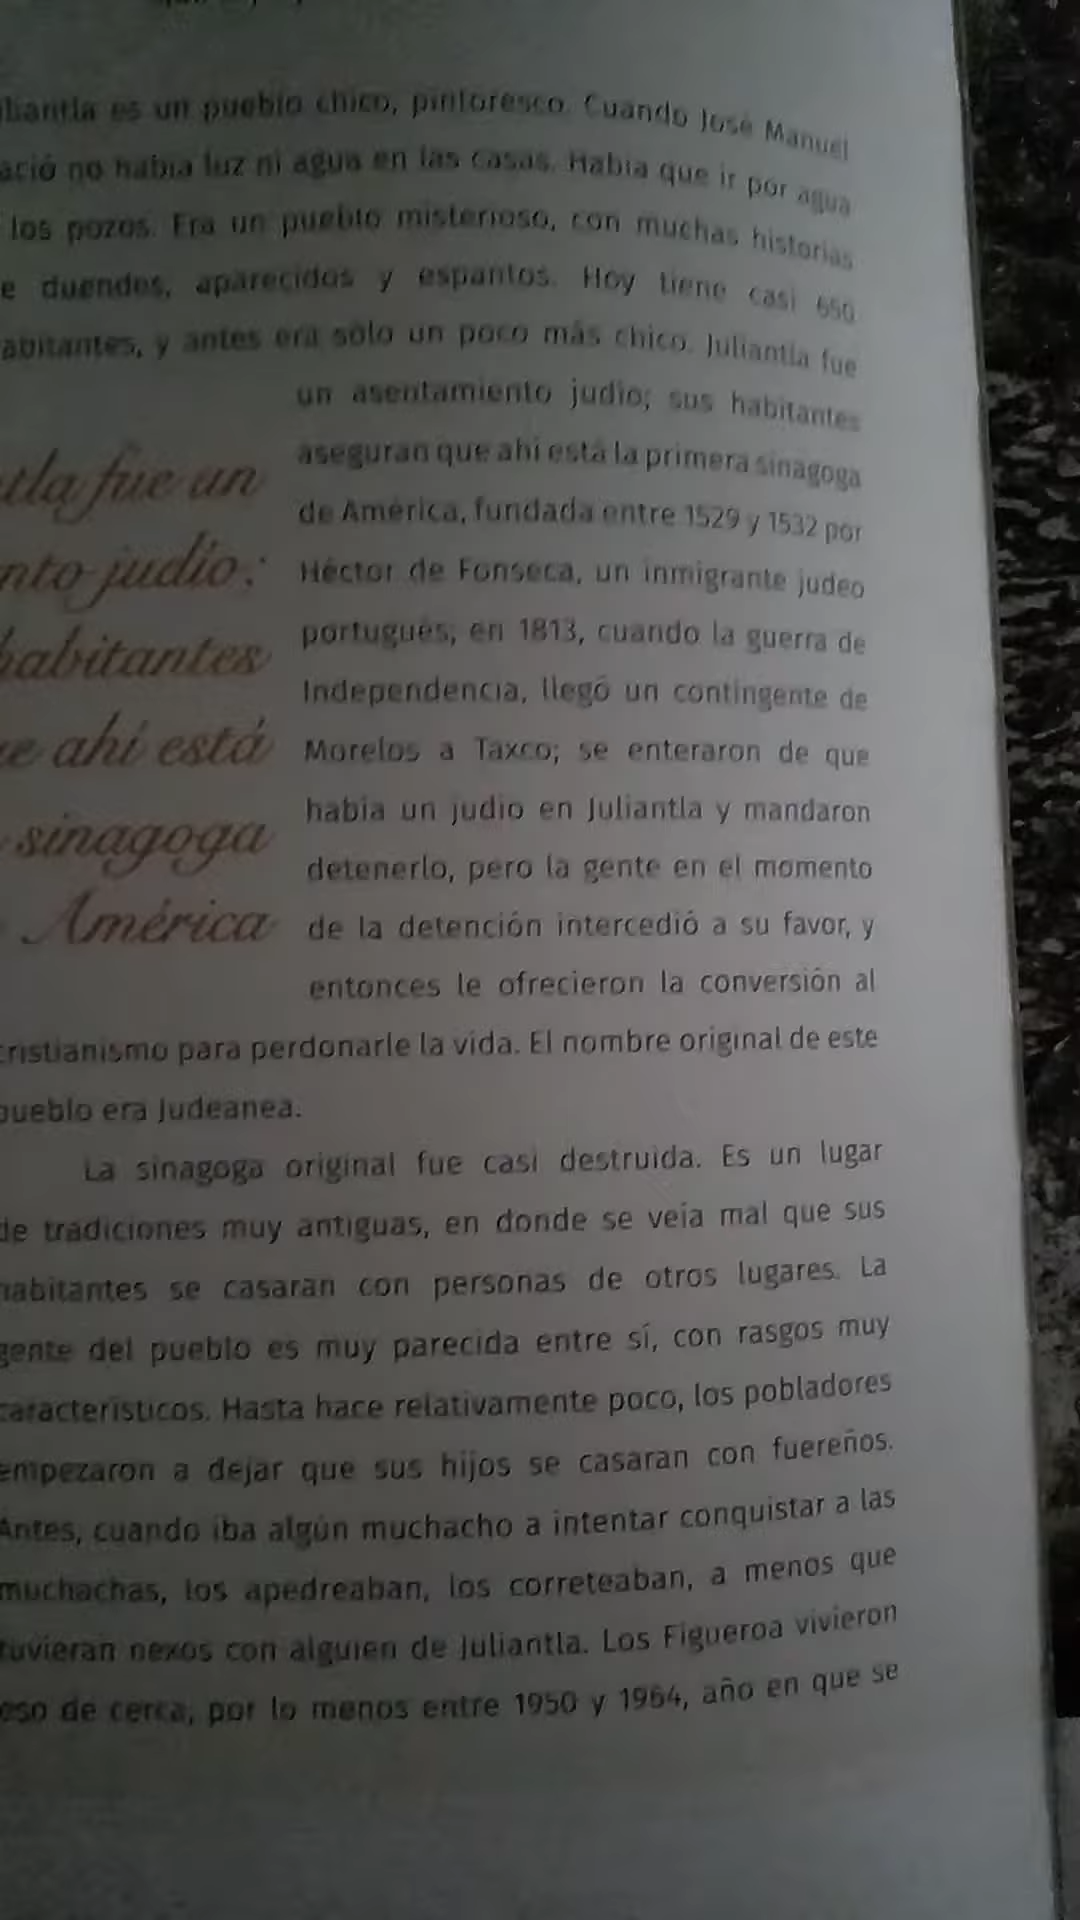 es un pueblo chico, pintoresco. Cuando José Manuel
no había luz ni agua en las casas. Había que ir por agua
los pozos. Era un pueblo misterioso, con muchas historias
e duendes, aparecidos y espantos. Hoy tiene casi 650
abitantes, y antes era sólo un poco más chico. Juliantla fue
un asentamiento judío; sus habitantes
aseguran que ahí está la primera sinagoga
de América, fundada entre 1529 y 1532 por
Héctor de Fonseca, un inmigrante judeo
portugués; en 1813, cuando la guerra de
Independencia, llegó un contingente de
Morelos a Taxco; se enteraron de que
había un judío en Juliantla y mandaron
detenerlo, pero la gente en el momento
de la detención intercedió a su favor, y
entonces le ofrecieron la conversión al
cristianismo para perdonarle la vida. El nombre original de este
pueblo era Judeanea.
tla fue un
nto judío;
habitantes
e ahí está
sinagoga
América
La sinagoga original fue casi destruida. Es un lugar
de tradiciones muy antiguas, en donde se veía mal que sus
habitantes se casaran con personas de otros lugares. La
gente del pueblo es muy parecida entre sí, con rasgos muy
característicos. Hasta hace relativamente poco, los pobladores
empezaron a dejar que sus hijos se casaran con fuereños.
Antes, cuando iba algún muchacho a intentar conquistar a las
muchachas, los apedreaban, los correteaban, a menos que
tuvieran nexos con alguien de Juliantla. Los Figueroa vivieron
eso de cerca, por lo menos entre 1950 y 1964, año en que se